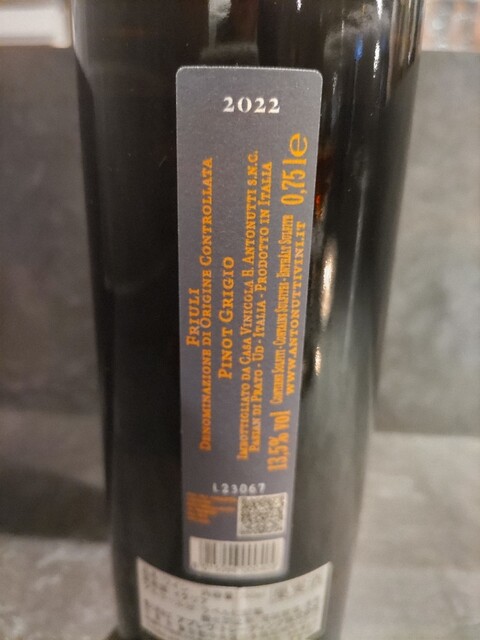 2022
FRIULI
DENOMINAZIONE DI ORIGINE CONTROLLATA
PINOT GRIGIO
IMBOTTIGLIATO DA CASA VINICOLA B. ANTONUTTI S.N.C.
PASIAN DI PRATO - UD - ITALIA - PRODOTTO IN ITALIA
13,5% vol CONTIENE SOLFITI - CONTAINS SULPHITES - ENTHÄLT SULFITE 0,75 l e
WWW.ANTONUTTIVINI.IT
L23067